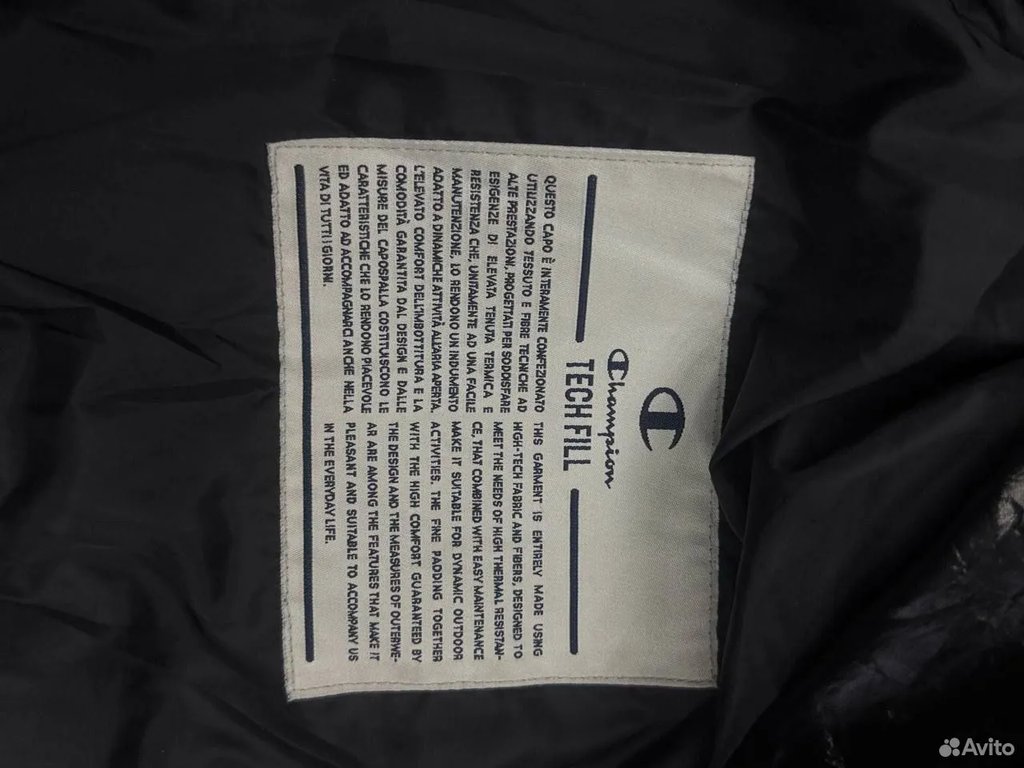 Champion
TECH FILL
QUESTO CAPO È INTERAMENTE CONFEZIONATO
UTILIZZANDO TESSUTO E FIBRE TECNICHE AD
ALTE PRESTAZIONI, PROGETTATI PER SODDISFARE
ESIGENZE DI ELEVATA TENUTA TERMICA E
RESISTENZA CHE, UNITAMENTE AD UNA FACILE
MANUTENZIONE, LO RENDONO UN INDUMENTO
ADATTO A DINAMICHE ATTIVITÀ ALL'ARIA APERTA.
L'ELEVATO COMFORT DELL'IMBOTTITURA E LA
COMODITÀ GARANTITA DAL DESIGN E DALLE
MISURE DEL CAPOSPALLA COSTITUISCONO LE
CARATTERISTICHE CHE LO RENDONO PIACEVOLE
ED ADATTO AD ACCOMPAGNARCI ANCHE NELLA
VITA DI TUTTI I GIORNI.
THIS GARMENT IS ENTIRELY MADE USING
HIGH-TECH FABRIC AND FIBERS, DESIGNED TO
MEET THE NEEDS OF HIGH THERMAL RESISTAN-
CE, THAT COMBINED WITH EASY MAINTENANCE
MAKE IT SUITABLE FOR DYNAMIC OUTDOOR
ACTIVITIES. THE FINE PADDING TOGETHER
WITH THE HIGH COMFORT GUARANTEED BY
THE DESIGN AND THE MEASURES OF OUTERWE-
AR ARE AMONG THE FEATURES THAT MAKE IT
PLEASANT AND SUITABLE TO ACCOMPANY US
IN THE EVERYDAY LIFE.
Avito